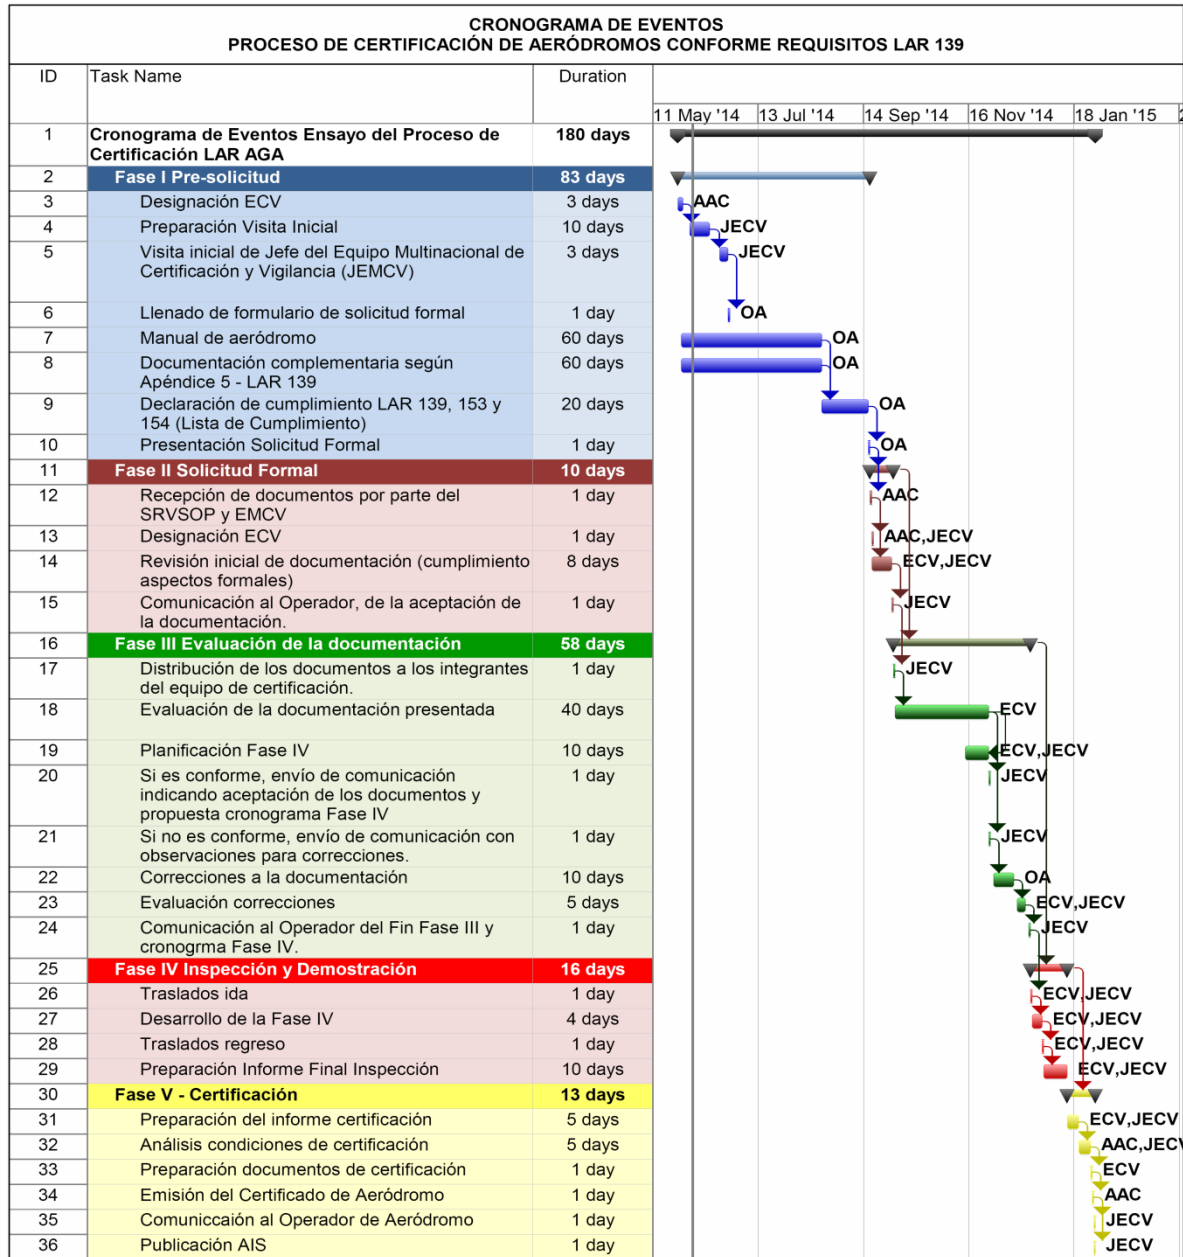 CRONOGRAMA DE EVENTOS
PROCESO DE CERTIFICACIÓN DE AERÓDROMOS CONFORME REQUISITOS LAR 139
ID Task Name Duration
11 May '14 13 Jul '14 14 Sep '14 16 Nov '14 18 Jan '15 2
1 Cronograma de Eventos Ensayo del Proceso de 180 days
Certificación LAR AGA
2 Fase I Pre-solicitud 83 days
3 Designación ECV 3 days AAC
4 Preparación Visita Inicial 10 days JECV
5 Visita inicial de Jefe del Equipo Multinacional de 3 days JECV
Certificación y Vigilancia (JEMCV)
6 Llenado de formulario de solicitud formal 1 day OA
7 Manual de aeródromo 60 days OA
8 Documentación complementaria según 60 days OA
Apéndice 5 - LAR 139
9 Declaración de cumplimiento LAR 139, 153 y 20 days OA
154 (Lista de Cumplimiento)
10 Presentación Solicitud Formal 1 day OA
11 Fase II Solicitud Formal 10 days
12 Recepción de documentos por parte del 1 day AAC
SRVSOP y EMCV
13 Designación ECV 1 day AAC,JECV
14 Revisión inicial de documentación (cumplimiento 8 days ECV,JECV
aspectos formales)
15 Comunicación al Operador, de la aceptación de 1 day JECV
la documentación.
16 Fase III Evaluación de la documentación 58 days
17 Distribución de los documentos a los integrantes 1 day JECV
del equipo de certificación.
18 Evaluación de la documentación presentada 40 days ECV
19 Planificación Fase IV 10 days ECV,JECV
20 Si es conforme, envío de comunicación 1 day JECV
indicando aceptación de los documentos y
propuesta cronograma Fase IV
21 Si no es conforme, envío de comunicación con 1 day JECV
observaciones para correcciones.
22 Correcciones a la documentación 10 days OA
23 Evaluación correcciones 5 days ECV,JECV
24 Comunicación al Operador del Fin Fase III y 1 day JECV
cronogrma Fase IV.
25 Fase IV Inspección y Demostración 16 days
26 Traslados ida 1 day ECV,JECV
27 Desarrollo de la Fase IV 4 days ECV,JECV
28 Traslados regreso 1 day ECV,JECV
29 Preparación Informe Final Inspección 10 days ECV,JECV
30 Fase V - Certificación 13 days
31 Preparación del informe certificación 5 days ECV,JECV
32 Análisis condiciones de certificación 5 days AAC,JECV
33 Preparación documentos de certificación 1 day ECV
34 Emisión del Certificado de Aeródromo 1 day AAC
35 Comuniccaión al Operador de Aeródromo 1 day JECV
36 Publicación AIS 1 day JECV